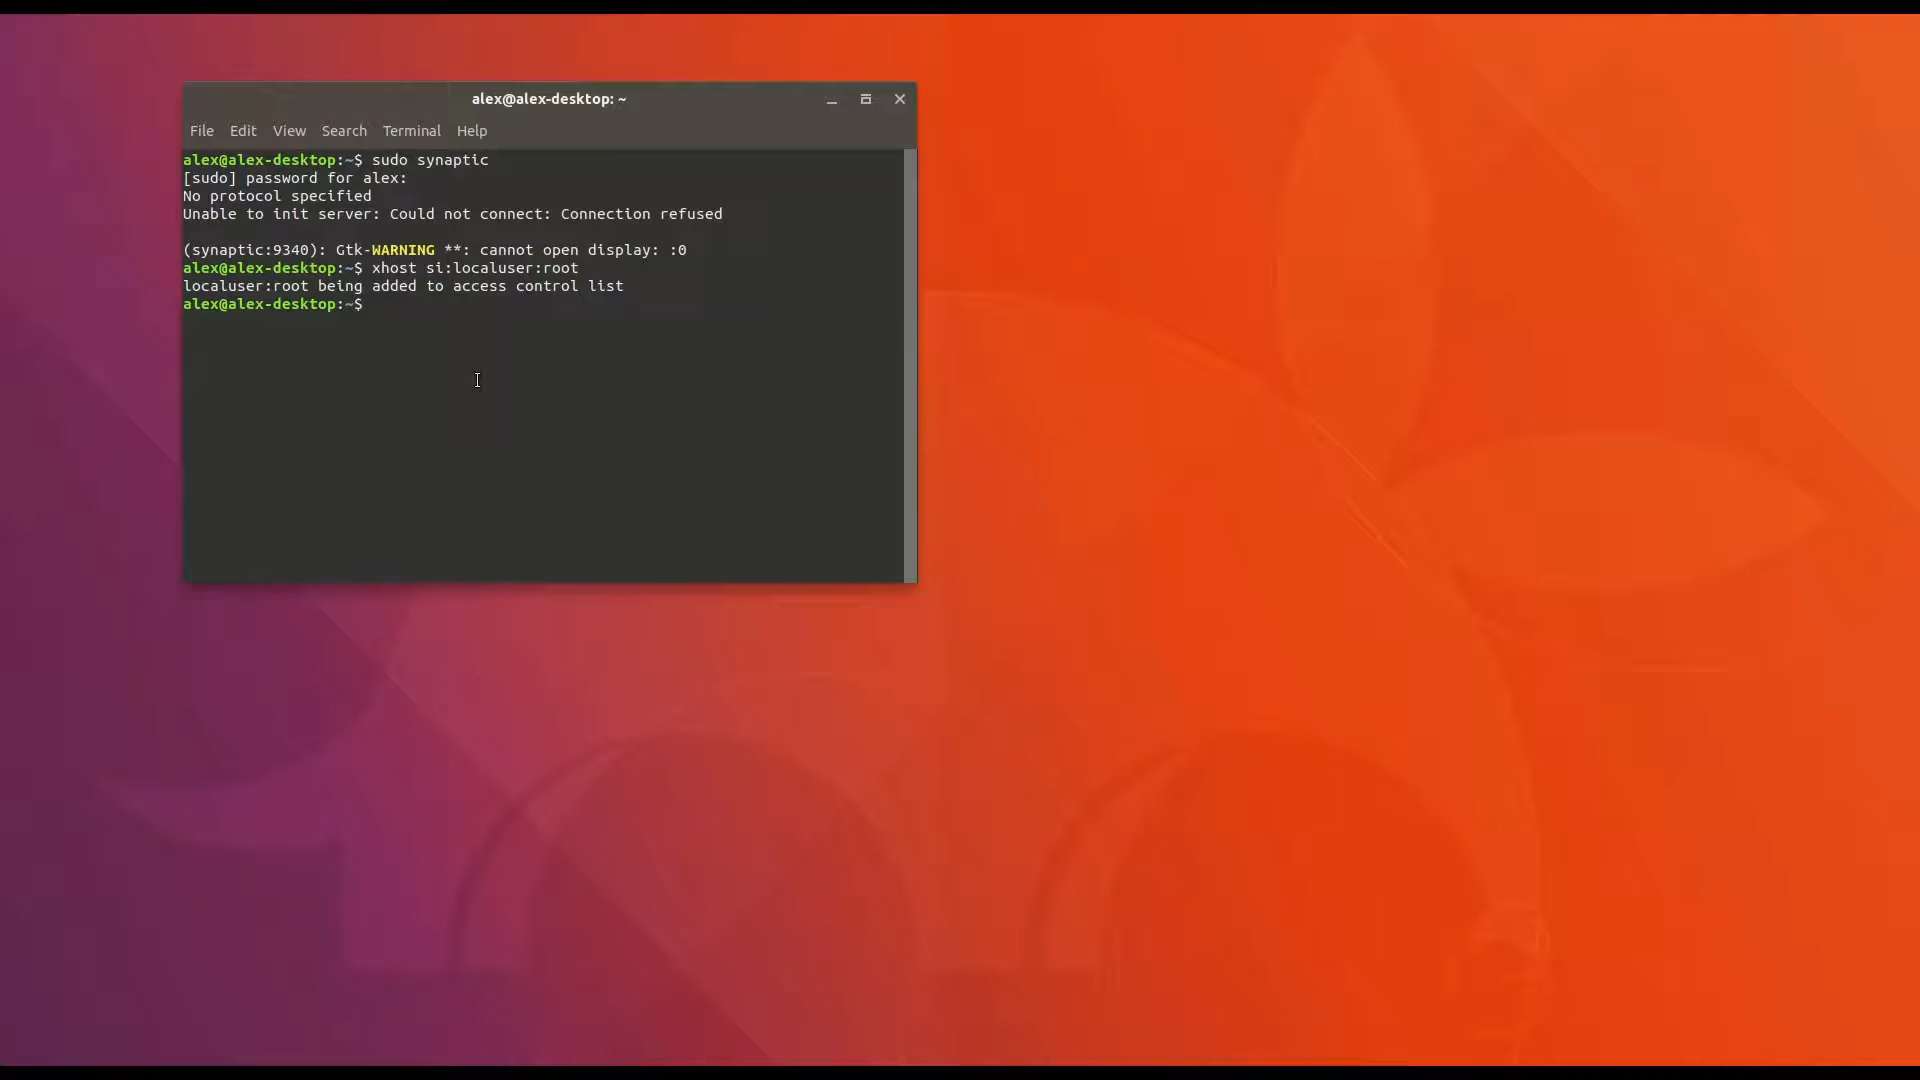 alex@alex-desktop: ~
File Edit View Search Terminal Help
alex@alex-desktop:~$ sudo synaptic
[sudo] password for alex:
No protocol specified
Unable to init server: Could not connect: Connection refused
(synaptic:9340): Gtk-WARNING **: cannot open display: :0
alex@alex-desktop:~$ xhost si:localuser:root
localuser:root being added to access control list
alex@alex-desktop:~$